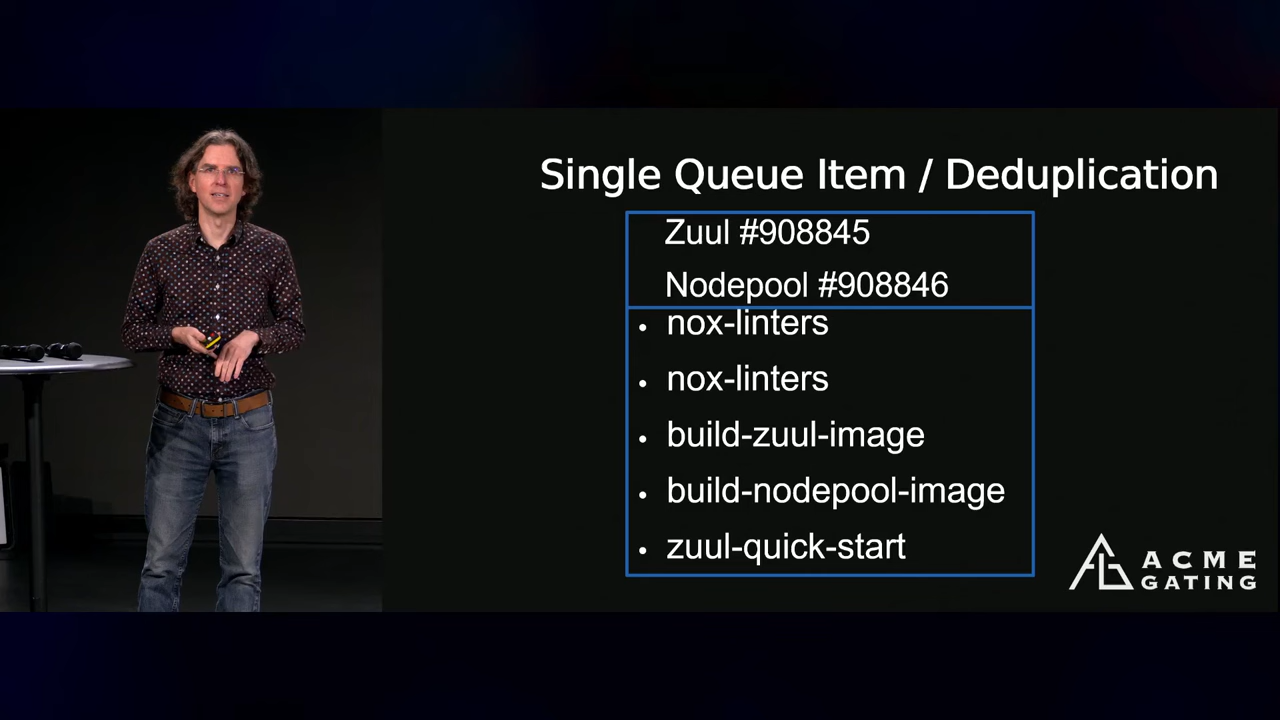 Single Queue Item / Deduplication
Zuul #908845
Nodepool #908846
• nox-linters
• nox-linters
• build-zuul-image
• build-nodepool-image
• zuul-quick-start
ACME
GATING